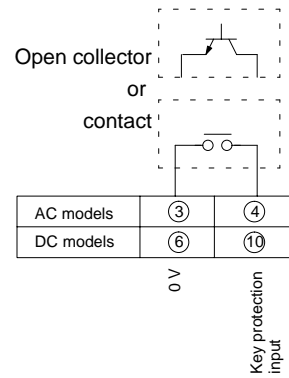 Open collector
or
contact
AC models 3 4
DC models 6 10
0 V
Key protection
input